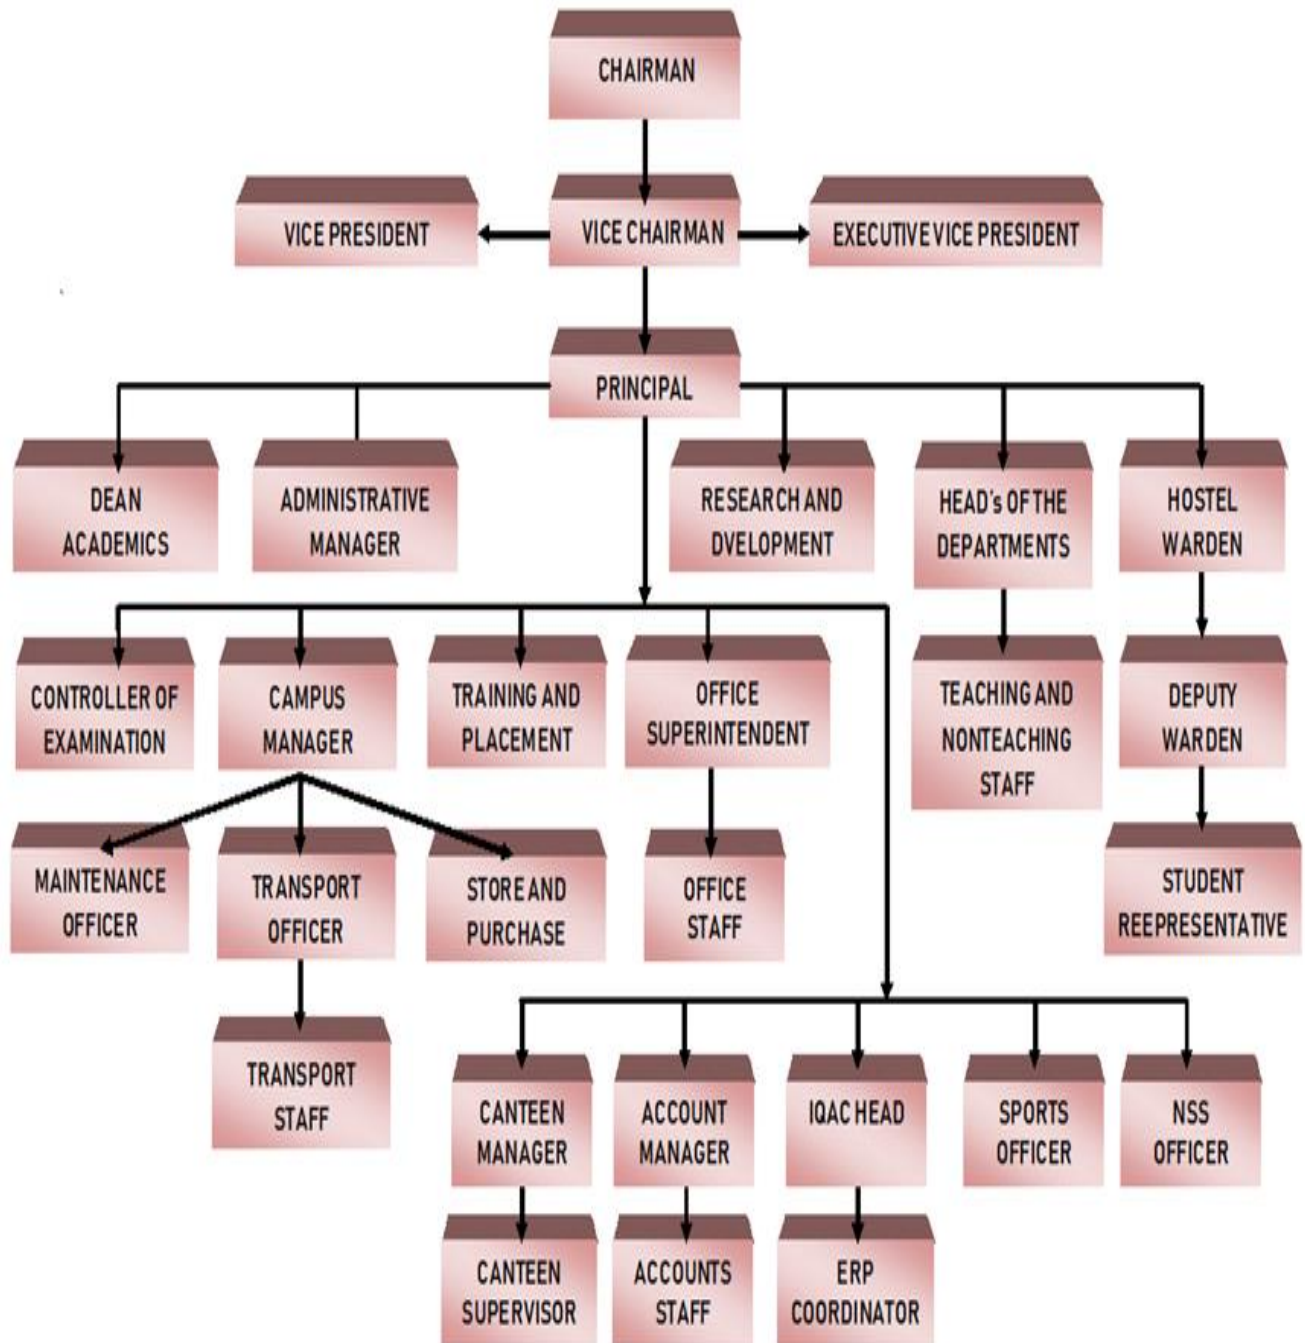 CHAIRMAN
VICE PRESIDENT
VICE CHAIRMAN
EXECUTIVE VICE PRESIDENT
PRINCIPAL
DEAN
ACADEMICS
ADMINISTRATIVE
MANAGER
RESEARCH AND
DVELOPMENT
HEAD's OF THE
DEPARTMENTS
HOSTEL
WARDEN
CONTROLLER OF
EXAMINATION
CAMPUS
MANAGER
TRAINING AND
PLACEMENT
OFFICE
SUPERINTENDENT
TEACHING AND
NONTEACHING
STAFF
DEPUTY
WARDEN
MAINTENANCE
OFFICER
TRANSPORT
OFFICER
STORE AND
PURCHASE
OFFICE
STAFF
STUDENT
REEPRESENTATIVE
TRANSPORT
STAFF
CANTEEN
MANAGER
ACCOUNT
MANAGER
IQAC HEAD
SPORTS
OFFICER
NSS
OFFICER
CANTEEN
SUPERVISOR
ACCOUNTS
STAFF
ERP
COORDINATOR